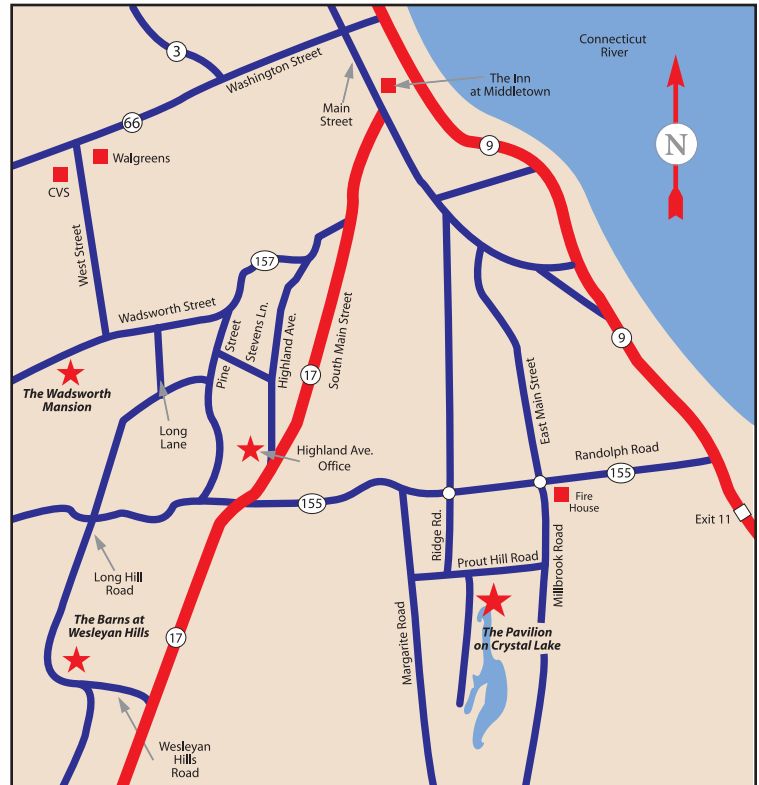 Connecticut
River
3
Washington Street
The Inn
at Middletown
Main
Street
66
9
N
Walgreens
CVS
West Street
157
Wadsworth Street
Pine Street
Stevens Ln.
Highland Ave.
South Main Street
9
17
The Wadsworth
Mansion
Long
Lane
Highland Ave.
Office
East Main Street
Randolph Road
155
155
Fire
House
Exit 11
Ridge Rd.
Prout Hill Road
Millbrook Road
Long Hill
Road
The Barns at
Wesleyan Hills
17
Margarite Road
The Pavilion
on Crystal Lake
Wesleyan
Hills
Road